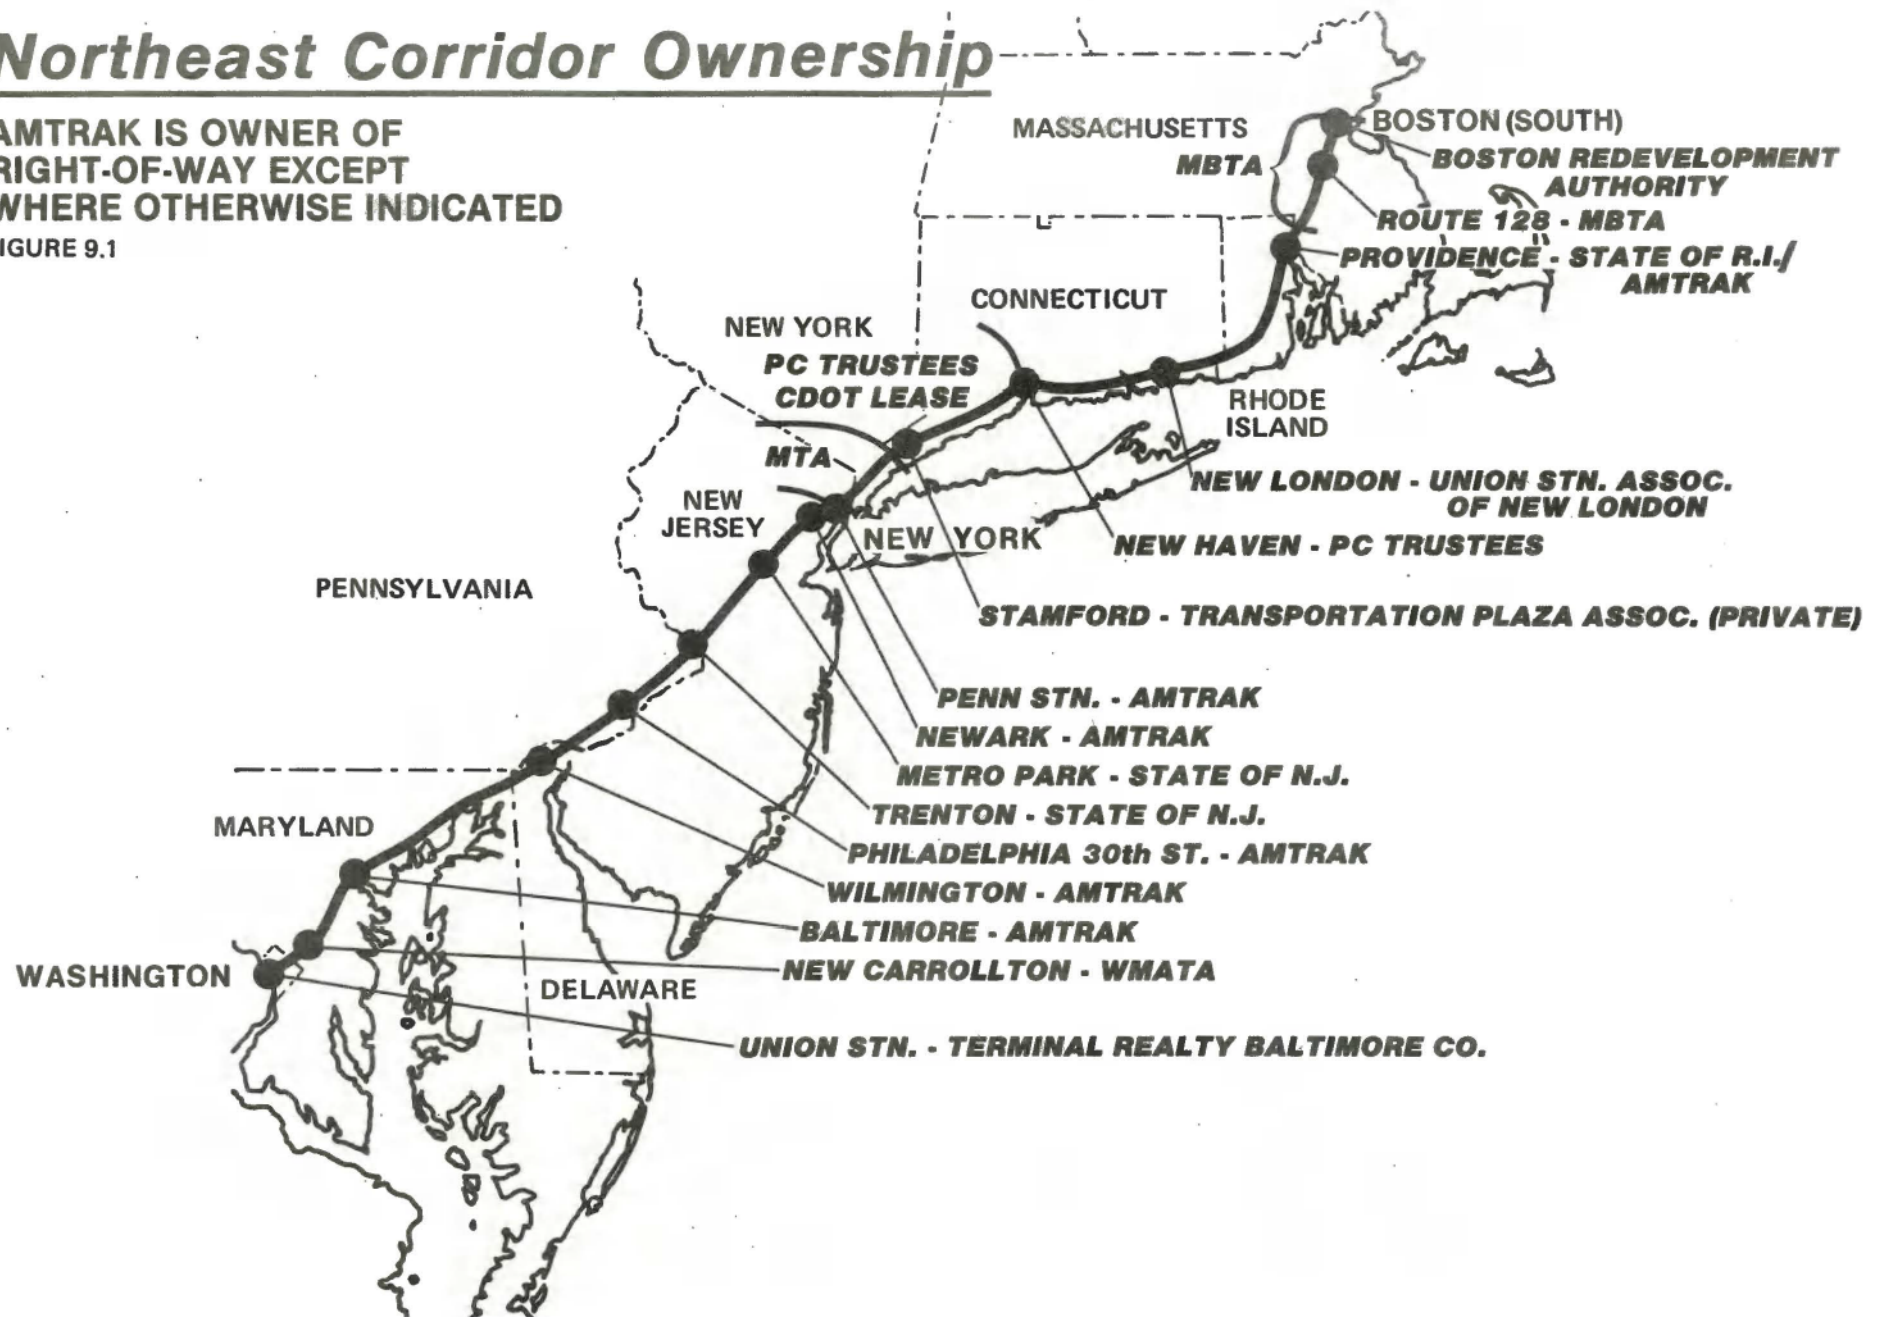 Northeast Corridor Ownership
AMTRAK IS OWNER OF
RIGHT-OF-WAY EXCEPT
WHERE OTHERWISE INDICATED
FIGURE 9.1
MASSACHUSETTS
MBTA
BOSTON (SOUTH)
BOSTON REDEVELOPMENT
AUTHORITY
ROUTE 128 - MBTA
PROVIDENCE - STATE OF R.I./
AMTRAK
CONNECTICUT
NEW YORK
PC TRUSTEES
CDOT LEASE
RHODE
ISLAND
MTA
NEW
JERSEY
NEW YORK
NEW LONDON - UNION STN. ASSOC.
OF NEW LONDON
NEW HAVEN - PC TRUSTEES
PENNSYLVANIA
STAMFORD - TRANSPORTATION PLAZA ASSOC. (PRIVATE)
PENN STN. - AMTRAK
NEWARK - AMTRAK
METRO PARK - STATE OF N.J.
TRENTON - STATE OF N.J.
MARYLAND
PHILADELPHIA 30th ST. - AMTRAK
WILMINGTON - AMTRAK
BALTIMORE - AMTRAK
NEW CARROLLTON - WMATA
WASHINGTON
DELAWARE
UNION STN. - TERMINAL REALTY BALTIMORE CO.